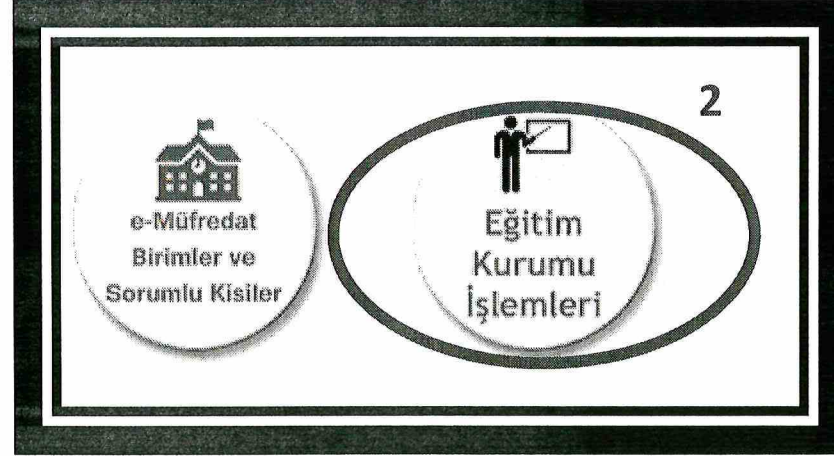 2
e-Müfredat
Birimler ve
Sorumlu Kisiler
Eğitim
Kurumu
İşlemleri